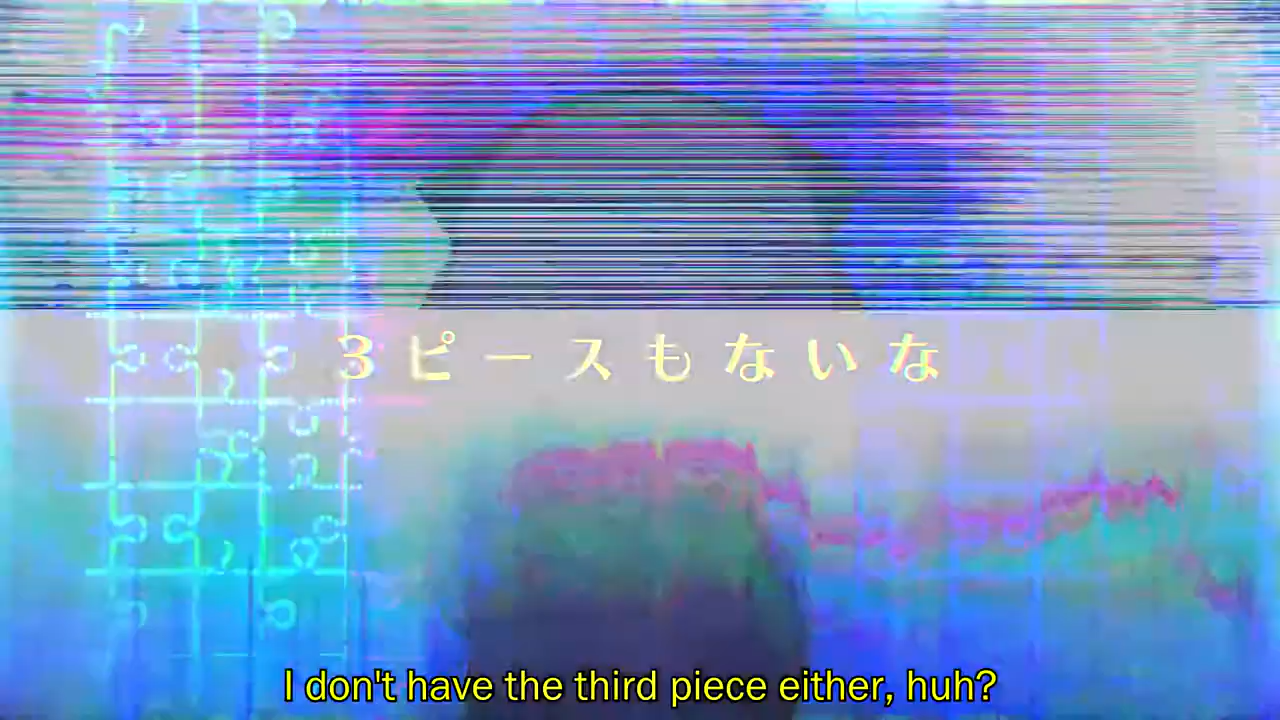 3ピースもないな
I don't have the third piece either, huh?